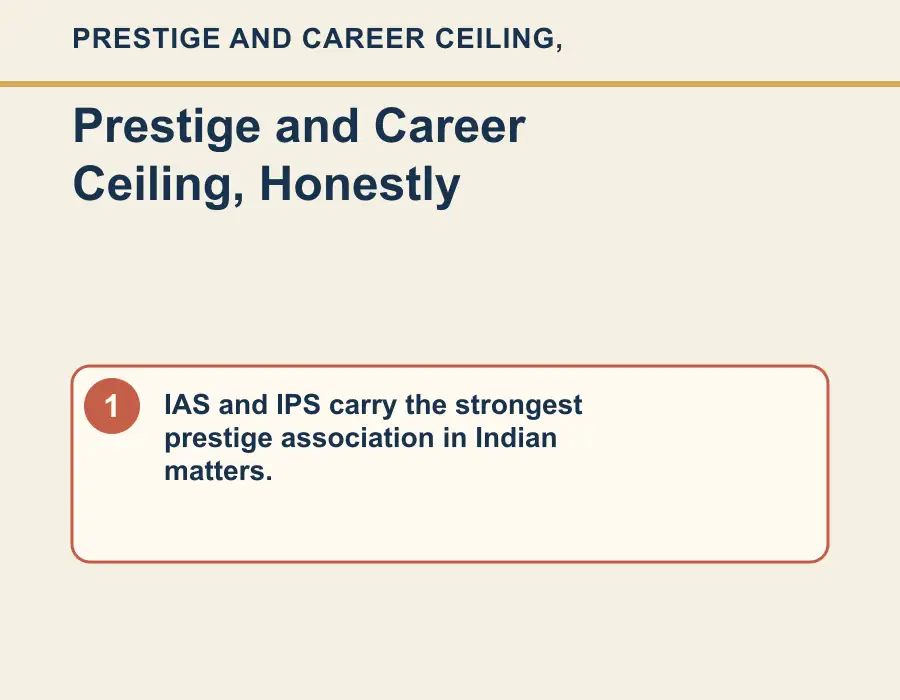 PRESTIGE AND CAREER CEILING,
Prestige and Career
Ceiling, Honestly
1
IAS and IPS carry the strongest
prestige association in Indian
matters.